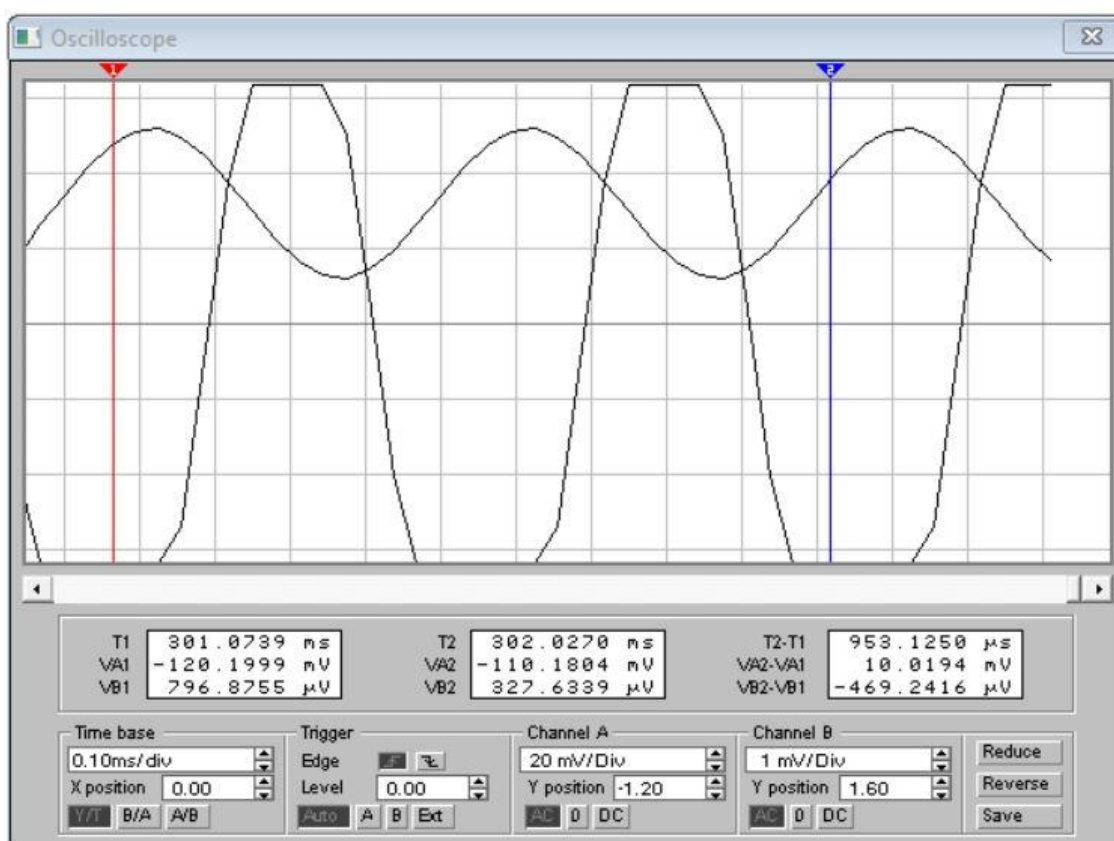 Oscilloscope
1 2
T1 301.0739 ms T2 302.0270 ms T2-T1 953.1250 µs
VA1 -120.1999 mV VA2 -110.1804 mV VA2-VA1 10.0194 mV
VB1 796.8755 µV VB2 327.6339 µV VB2-VB1 -469.2416 µV
Time base Trigger Channel A Channel B
0.10ms/div Edge 20 mV/Div 1 mV/Div Reduce
X position 0.00 Level 0.00 Y position -1.20 Y position 1.60 Reverse
Y/T B/A A/B Auto A B Ext AC 0 DC AC 0 DC Save